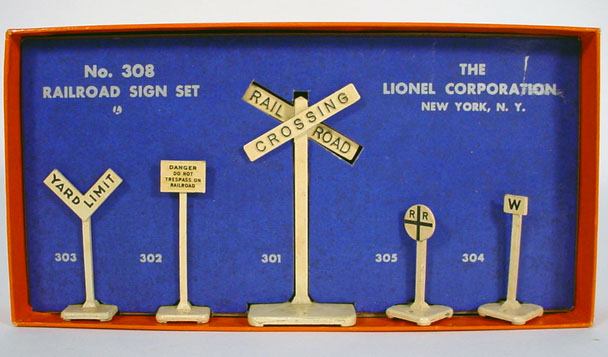 No. 308
RAILROAD SIGN SET
THE
LIONEL CORPORATION
NEW YORK, N. Y.
RAIL ROAD
CROSSING
YARD LIMIT
DANGER
DO NOT
TRESPASS ON
RAILROAD
R R
W
303
302
301
305
304